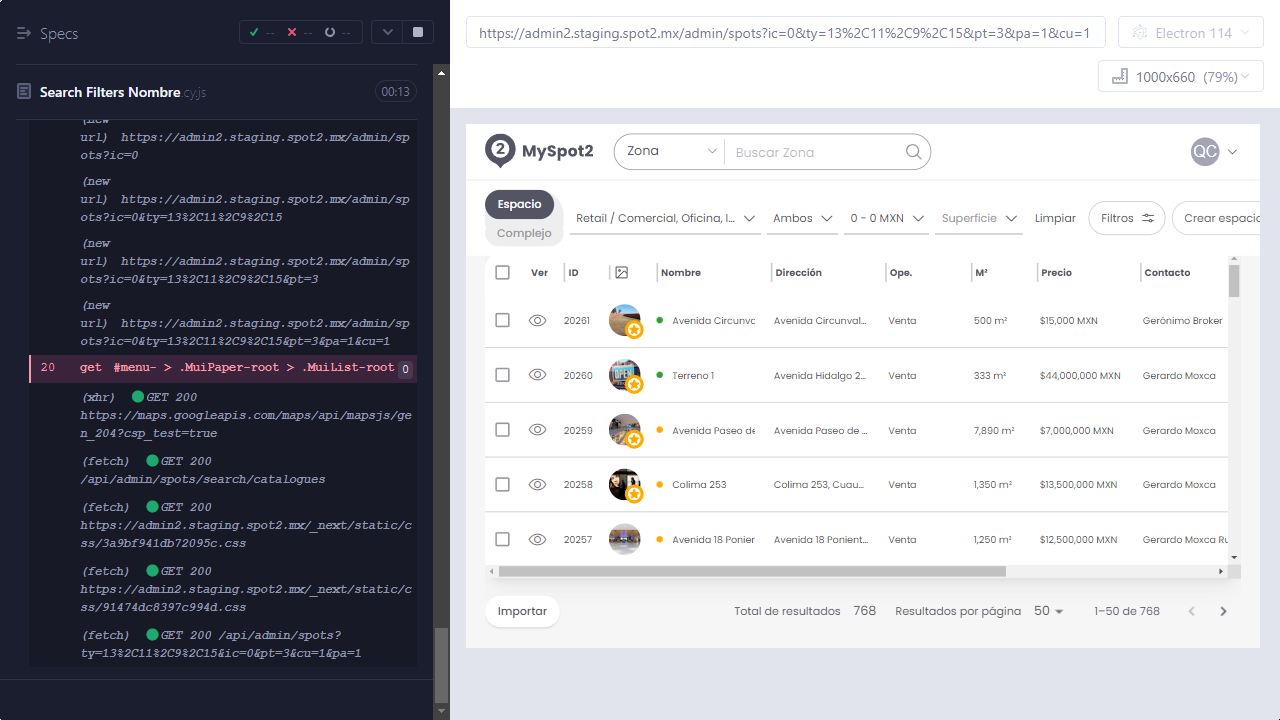 Specs
--
--
--
Search Filters Nombre.cy.js
00:13
(new
url) https://admin2.staging.spot2.mx/admin/sp
ots?ic=0
(new
url) https://admin2.staging.spot2.mx/admin/sp
ots?ic=0&ty=13%2C11%2C9%2C15
(new
url) https://admin2.staging.spot2.mx/admin/sp
ots?ic=0&ty=13%2C11%2C9%2C15&pt=3
(new
url) https://admin2.staging.spot2.mx/admin/sp
ots?ic=0&ty=13%2C11%2C9%2C15&pt=3&pa=1&cu=1
20 get #menu- > .MuiPaper-root > .MuiList-root 0
(xhr) GET 200
https://maps.googleapis.com/maps/api/mapsjs/ge
n_204?csp_test=true
(fetch) GET 200
/api/admin/spots/search/catalogues
(fetch) GET 200
https://admin2.staging.spot2.mx/_next/static/c
ss/3a9bf941db72095c.css
(fetch) GET 200
https://admin2.staging.spot2.mx/_next/static/c
ss/91474dc8397c994d.css
(fetch) GET 200 /api/admin/spots?
ty=13%2C11%2C9%2C15&ic=0&pt=3&cu=1&pa=1
https://admin2.staging.spot2.mx/admin/spots?ic=0&ty=13%2C11%2C9%2C15&pt=3&pa=1&cu=1
Electron 114
1000x660 (79%)
2 MySpot2
Zona
Buscar Zona
QC
Espacio
Complejo
Retail / Comercial, Oficina, I...
Ambos
0 - 0 MXN
Superficie
Limpiar
Filtros
Crear espacio
Ver ID Nombre Dirección Ope. M² Precio Contacto
20261 Avenida Circunva Avenida Circunval... Venta 500 m² $15,000 MXN Gerónimo Broker
20260 Terreno 1 Avenida Hidalgo 2... Venta 333 m² $44,000,000 MXN Gerardo Moxca
20259 Avenida Paseo de Avenida Paseo de ... Venta 7,890 m² $7,000,000 MXN Gerardo Moxca
20258 Colima 253 Colima 253, Cuau... Venta 1,350 m² $13,500,000 MXN Gerardo Moxca
20257 Avenida 18 Ponier Avenida 18 Ponient... Venta 1,250 m² $12,500,000 MXN Gerardo Moxca Ru
Importar
Total de resultados 768
Resultados por página 50
1–50 de 768